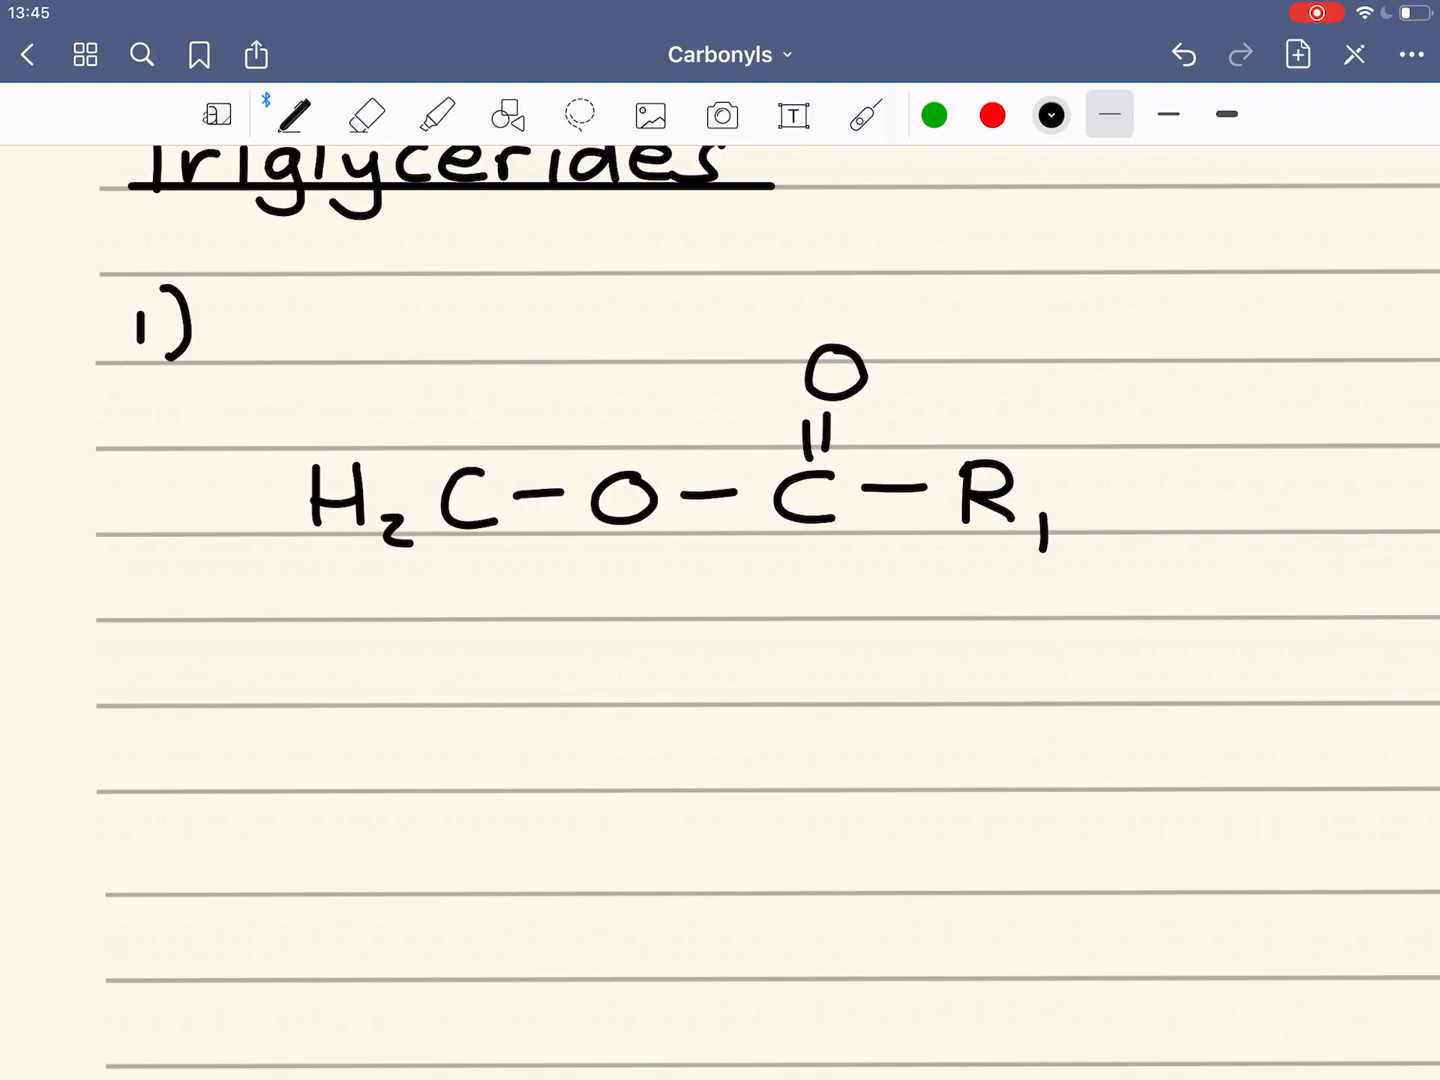 13:45
Carbonyls
T
Triglycerides
1)
O
||
H₂C-O-C-R₁